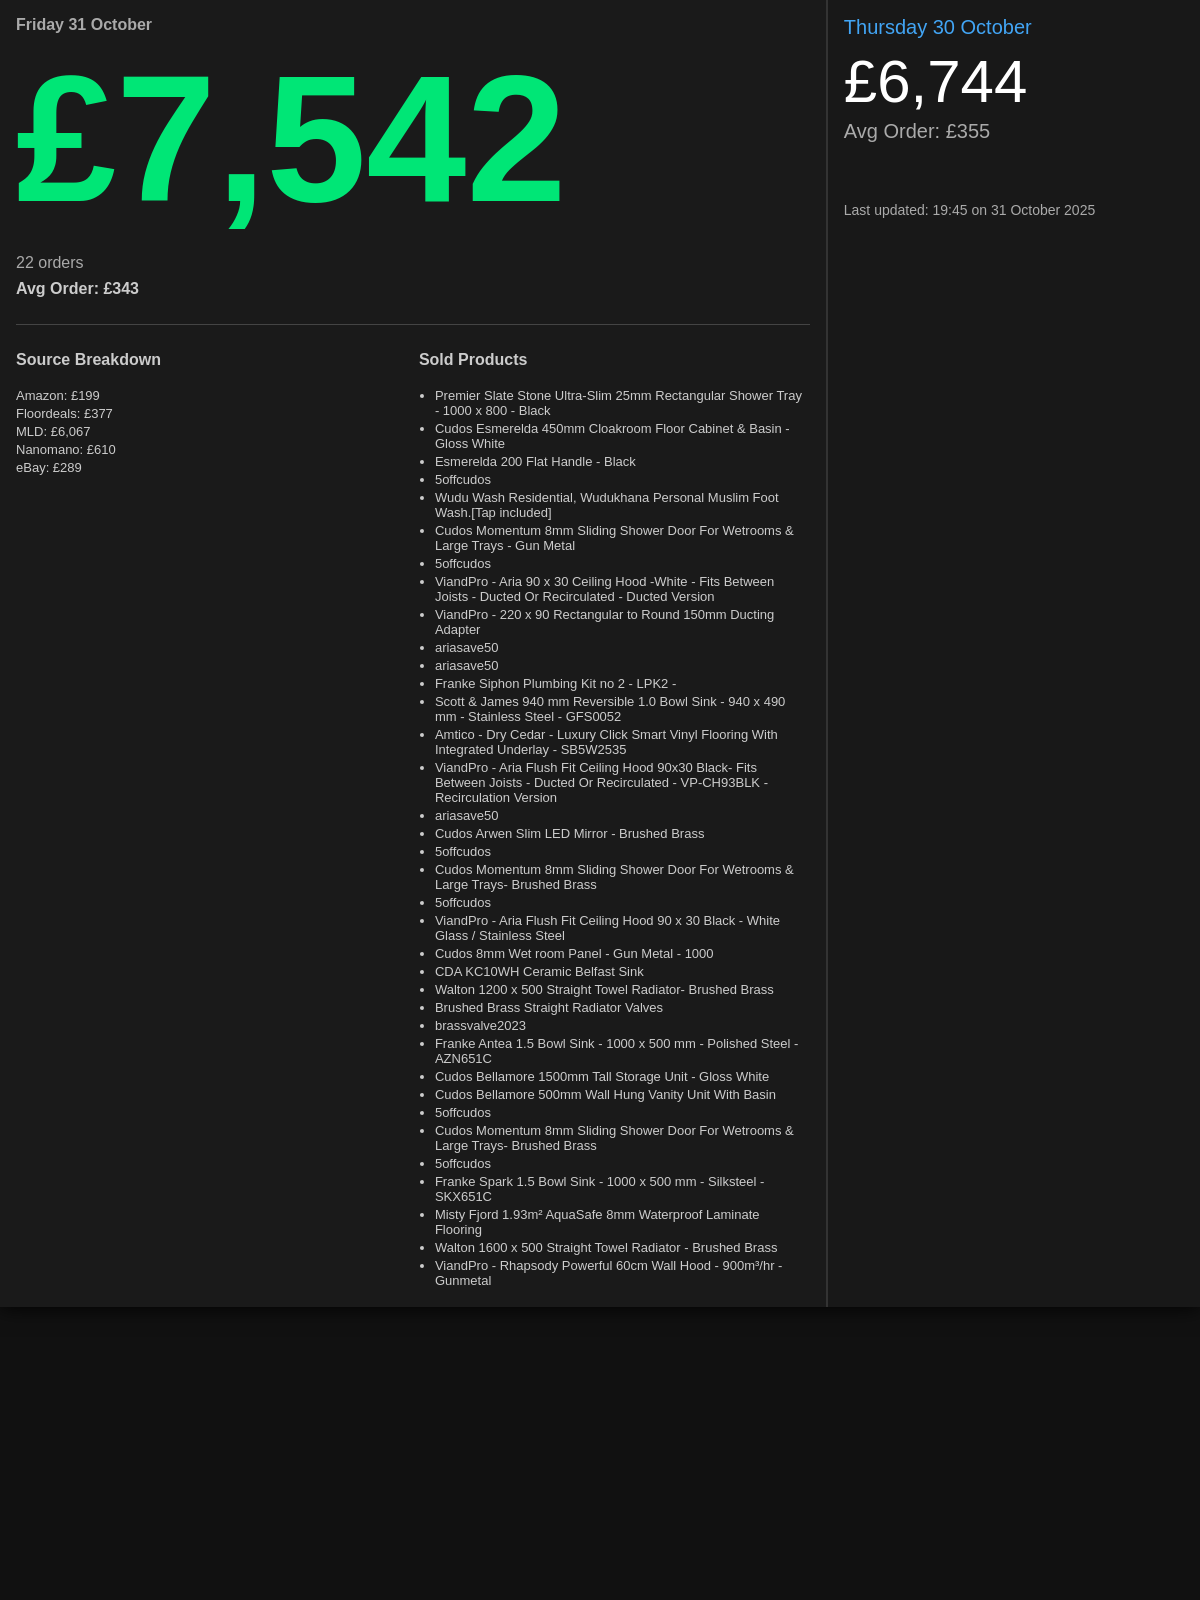 Friday 31 October
£7,542
22 orders
Avg Order: £343
Source Breakdown
Amazon: £199
Floordeals: £377
MLD: £6,067
Nanomano: £610
eBay: £289
Sold Products
Premier Slate Stone Ultra-Slim 25mm Rectangular Shower Tray
- 1000 x 800 - Black
Cudos Esmerelda 450mm Cloakroom Floor Cabinet & Basin -
Gloss White
Esmerelda 200 Flat Handle - Black
5offcudos
Wudu Wash Residential, Wudukhana Personal Muslim Foot
Wash.[Tap included]
Cudos Momentum 8mm Sliding Shower Door For Wetrooms &
Large Trays - Gun Metal
5offcudos
ViandPro - Aria 90 x 30 Ceiling Hood -White - Fits Between
Joists - Ducted Or Recirculated - Ducted Version
ViandPro - 220 x 90 Rectangular to Round 150mm Ducting
Adapter
ariasave50
ariasave50
Franke Siphon Plumbing Kit no 2 - LPK2 -
Scott & James 940 mm Reversible 1.0 Bowl Sink - 940 x 490
mm - Stainless Steel - GFS0052
Amtico - Dry Cedar - Luxury Click Smart Vinyl Flooring With
Integrated Underlay - SB5W2535
ViandPro - Aria Flush Fit Ceiling Hood 90x30 Black- Fits
Between Joists - Ducted Or Recirculated - VP-CH93BLK -
Recirculation Version
ariasave50
Cudos Arwen Slim LED Mirror - Brushed Brass
5offcudos
Cudos Momentum 8mm Sliding Shower Door For Wetrooms &
Large Trays- Brushed Brass
5offcudos
ViandPro - Aria Flush Fit Ceiling Hood 90 x 30 Black - White
Glass / Stainless Steel
Cudos 8mm Wet room Panel - Gun Metal - 1000
CDA KC10WH Ceramic Belfast Sink
Walton 1200 x 500 Straight Towel Radiator- Brushed Brass
Brushed Brass Straight Radiator Valves
brassvalve2023
Franke Antea 1.5 Bowl Sink - 1000 x 500 mm - Polished Steel -
AZN651C
Cudos Bellamore 1500mm Tall Storage Unit - Gloss White
Cudos Bellamore 500mm Wall Hung Vanity Unit With Basin
5offcudos
Cudos Momentum 8mm Sliding Shower Door For Wetrooms &
Large Trays- Brushed Brass
5offcudos
Franke Spark 1.5 Bowl Sink - 1000 x 500 mm - Silksteel -
SKX651C
Misty Fjord 1.93m² AquaSafe 8mm Waterproof Laminate
Flooring
Walton 1600 x 500 Straight Towel Radiator - Brushed Brass
ViandPro - Rhapsody Powerful 60cm Wall Hood - 900m³/hr -
Gunmetal
Thursday 30 October
£6,744
Avg Order: £355
Last updated: 19:45 on 31 October 2025